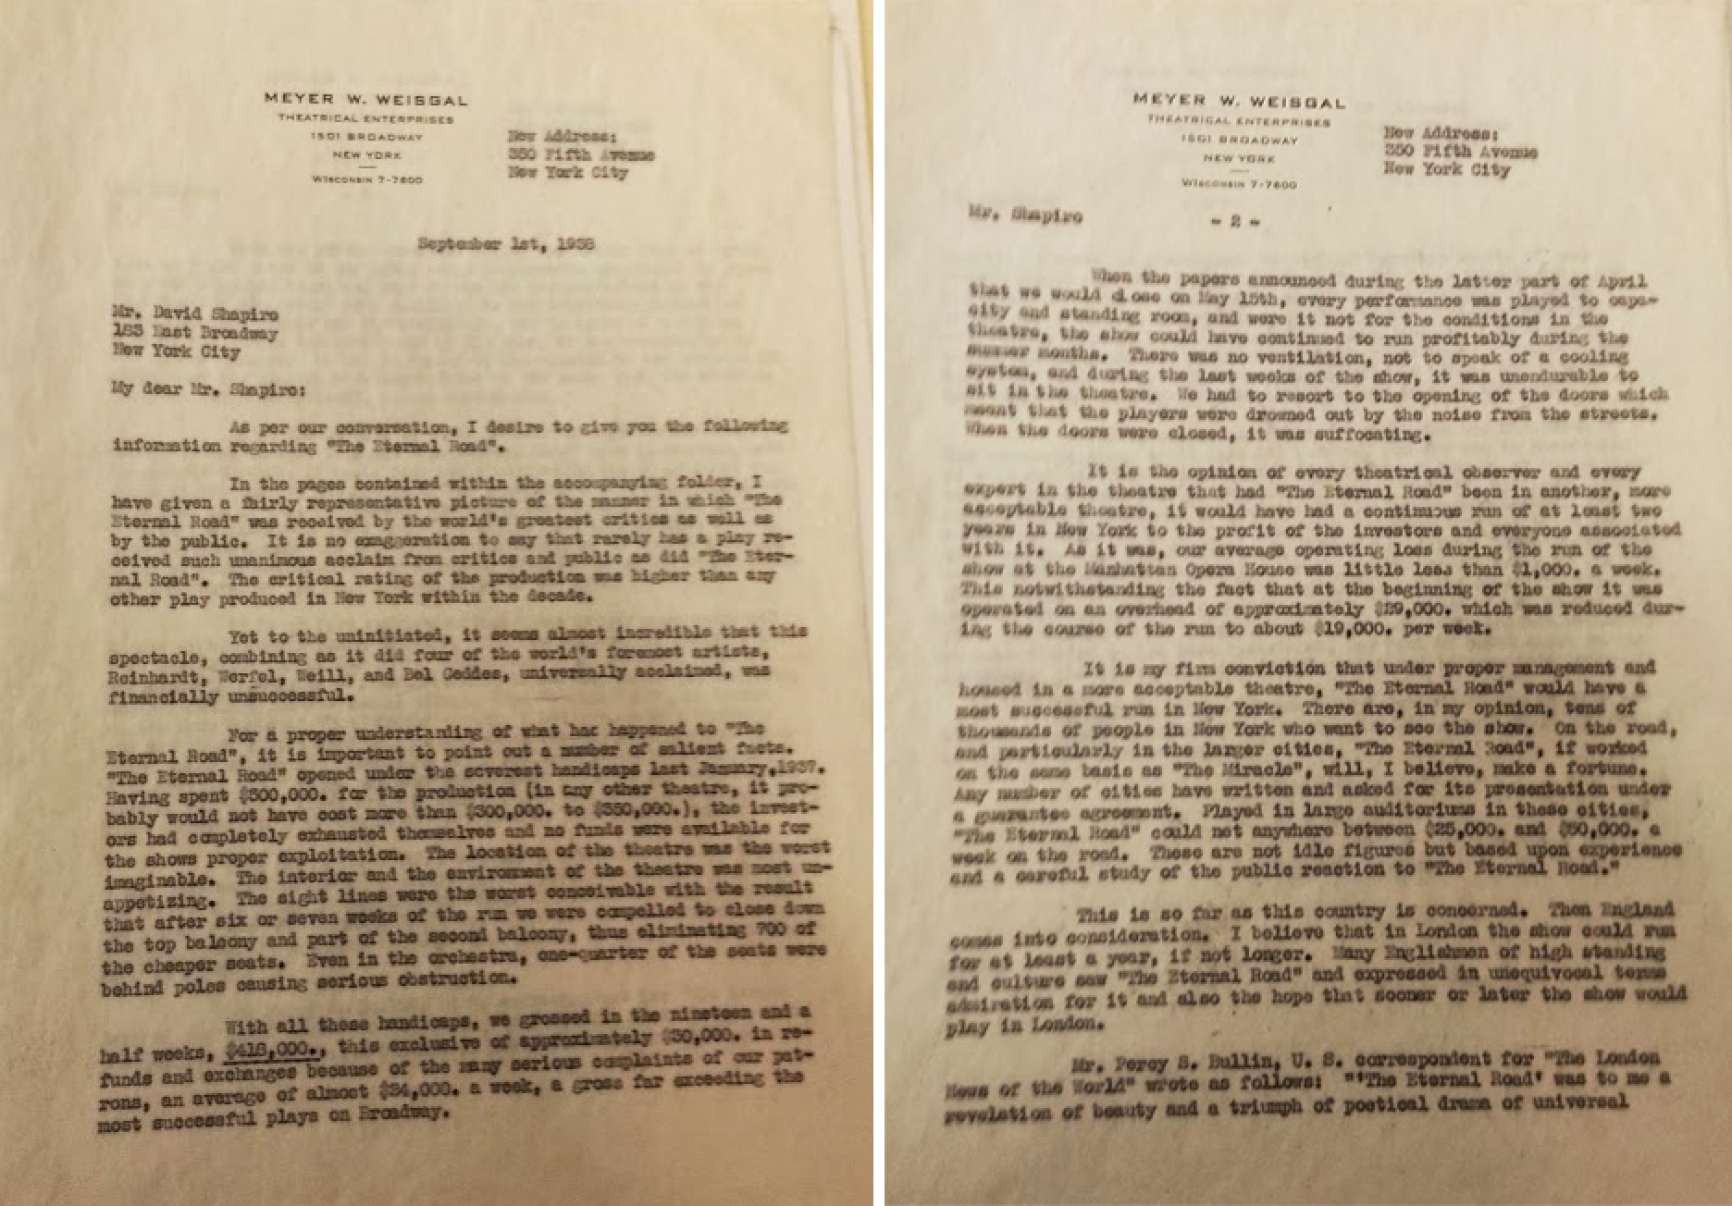 MEYER W. WEISGAL
THEATRICAL ENTERPRISES
1501 BROADWAY
NEW YORK
WISCONSIN 7-7600
New Address:
350 Fifth Avenue
New York City
September 1st, 1938
Mr. David Shapiro
183 East Broadway
New York City
My dear Mr. Shapiro:
As per our conversation, I desire to give you the following
information regarding "The Eternal Road".
In the pages contained within the accompanying folder, I
have given a fairly representative picture of the manner in which "The
Eternal Road" was received by the world's greatest critics as well as
by the public. It is no exaggeration to say that rarely has a play re-
ceived such unanimous acclaim from critics and public as did "The Eter-
nal Road". The critical rating of the production was higher than any
other play produced in New York within the decade.
Yet to the uninitiated, it seems almost incredible that this
spectacle, combining as it did four of the world's foremost artists,
Reinhardt, Werfel, Weill, and Bel Geddes, universally acclaimed, was
financially unsuccessful.
For a proper understanding of what has happened to "The
Eternal Road", it is important to point out a number of salient facts.
"The Eternal Road" opened under the severest handicaps last January,1937.
Having spent $500,000. for the production (in any other theatre, it pro-
bably would not have cost more than $300,000. to $350,000.), the invest-
ors had completely exhausted themselves and no funds were available for
the shows proper exploitation. The location of the theatre was the worst
imaginable. The interior and the environment of the theatre was most un-
appetizing. The sight lines were the worst conceivable with the result
that after six or seven weeks of the run we were compelled to close down
the top balcony and part of the second balcony, thus eliminating 700 of
the cheaper seats. Even in the orchestra, one-quarter of the seats were
behind poles causing serious obstruction.
With all these handicaps, we grossed in the nineteen and a
half weeks, $418,000., this exclusive of approximately $30,000. in re-
funds and exchanges because of the many serious complaints of our pat-
rons, an average of almost $24,000. a week, a gross far exceeding the
most successful plays on Broadway.
MEYER W. WEISGAL
THEATRICAL ENTERPRISES
1501 BROADWAY
NEW YORK
WISCONSIN 7-7600
New Address:
350 Fifth Avenue
New York City
Mr. Shapiro
- 2 -
When the papers announced during the latter part of April
that we would close on May 15th, every performance was played to capa-
city and standing room, and were it not for the conditions in the
theatre, the show could have continued to run profitably during the
summer months. There was no ventilation, not to speak of a cooling
system, and during the last weeks of the show, it was unendurable to
sit in the theatre. We had to resort to the opening of the doors which
meant that the players were drowned out by the noise from the streets.
When the doors were closed, it was suffocating.
It is the opinion of every theatrical observer and every
expert in the theatre that had "The Eternal Road" been in another, more
acceptable theatre, it would have had a continuous run of at least two
years in New York to the profit of the investors and everyone associated
with it. As it was, our average operating loss during the run of the
show at the Manhattan Opera House was little less than $1,000. a week.
This notwithstanding the fact that at the beginning of the show it was
operated on an overhead of approximately $29,000. which was reduced dur-
ing the course of the run to about $19,000. per week.
It is my firm conviction that under proper management and
housed in a more acceptable theatre, "The Eternal Road" would have a
most successful run in New York. There are, in my opinion, tens of
thousands of people in New York who want to see the show. On the road,
and particularly in the larger cities, "The Eternal Road", if worked
on the same basis as "The Miracle", will, I believe, make a fortune.
Any number of cities have written and asked for its presentation under
a guarantee agreement. Played in large auditoriums in these cities,
"The Eternal Road" could net anywhere between $25,000. and $50,000. a
week on the road. These are not idle figures but based upon experience
and a careful study of the public reaction to "The Eternal Road."
This is so far as this country is concerned. Then England
comes into consideration. I believe that in London the show could run
for at least a year, if not longer. Many Englishmen of high standing
and culture saw "The Eternal Road" and expressed in unequivocal terms
admiration for it and also the hope that sooner or later the show would
play in London.
Mr. Percy S. Bullin, U. S. correspondent for "The London
News of the World" wrote as follows: "'The Eternal Road' was to me a
revelation of beauty and a triumph of poetical drama of universal